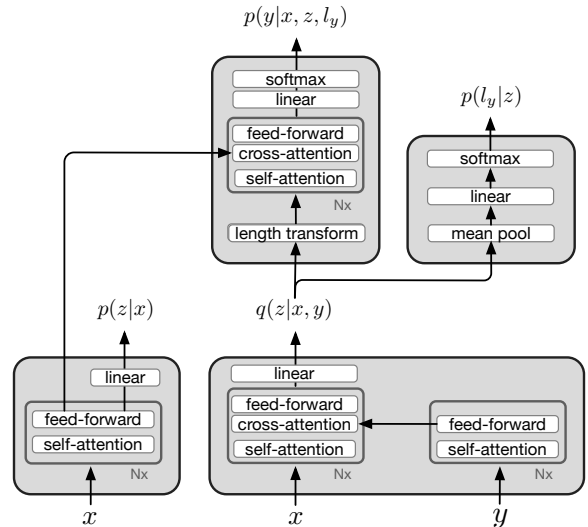 p(y|x, z, l_y)
softmax
linear
feed-forward
cross-attention
self-attention
Nx
length transform
p(l_y|z)
softmax
linear
mean pool
p(z|x)
linear
feed-forward
self-attention
Nx
x
q(z|x, y)
linear
feed-forward
cross-attention
self-attention
Nx
x
feed-forward
self-attention
Nx
y